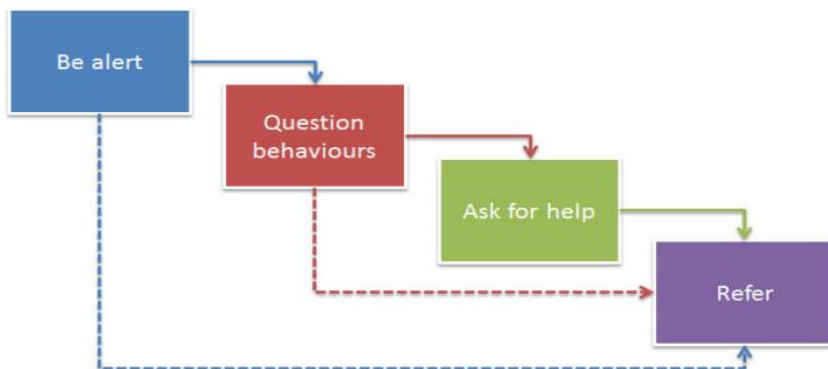 Be alert
Question
behaviours
Ask for help
Refer